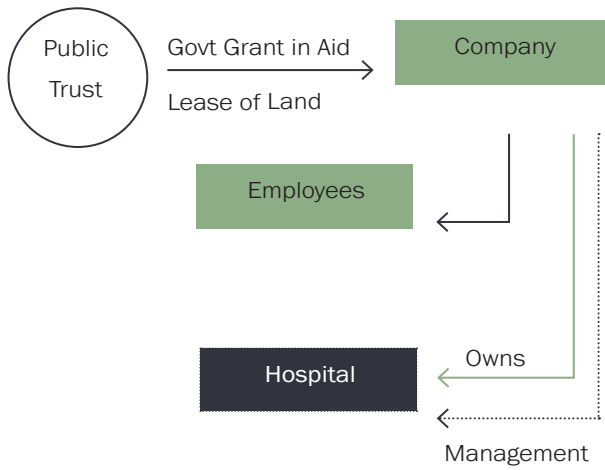 Public
Trust
Govt Grant in Aid
Lease of Land
Company
Employees
Hospital
Owns
Management